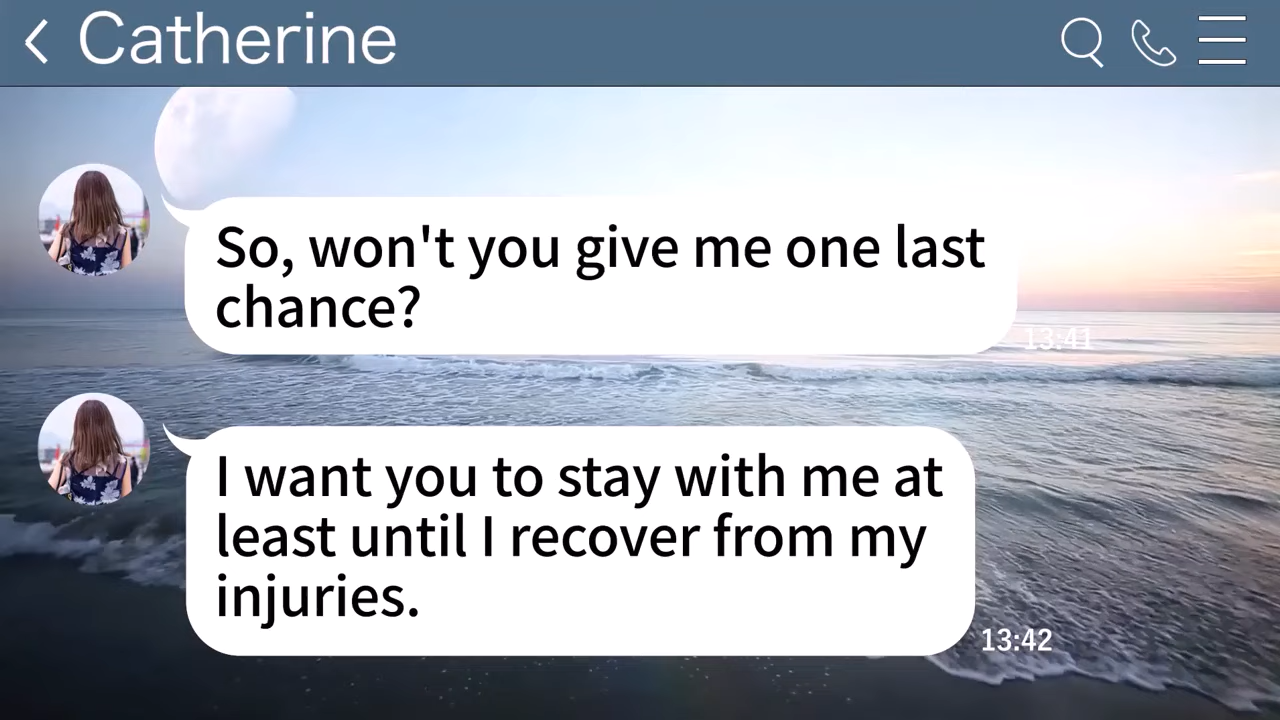 Catherine
So, won't you give me one last
chance?
13:41
I want you to stay with me at
least until I recover from my
injuries.
13:42